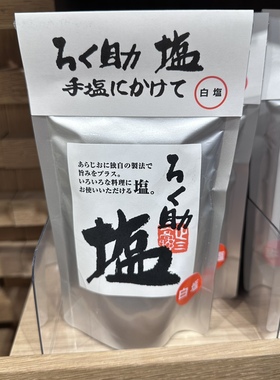 ろく助 塩
手塩にかけて
白塩
あらじおに独自の製法で
旨みをプラス。
いろいろな料理に
お使いいただける塩。
ろく助
塩
白塩